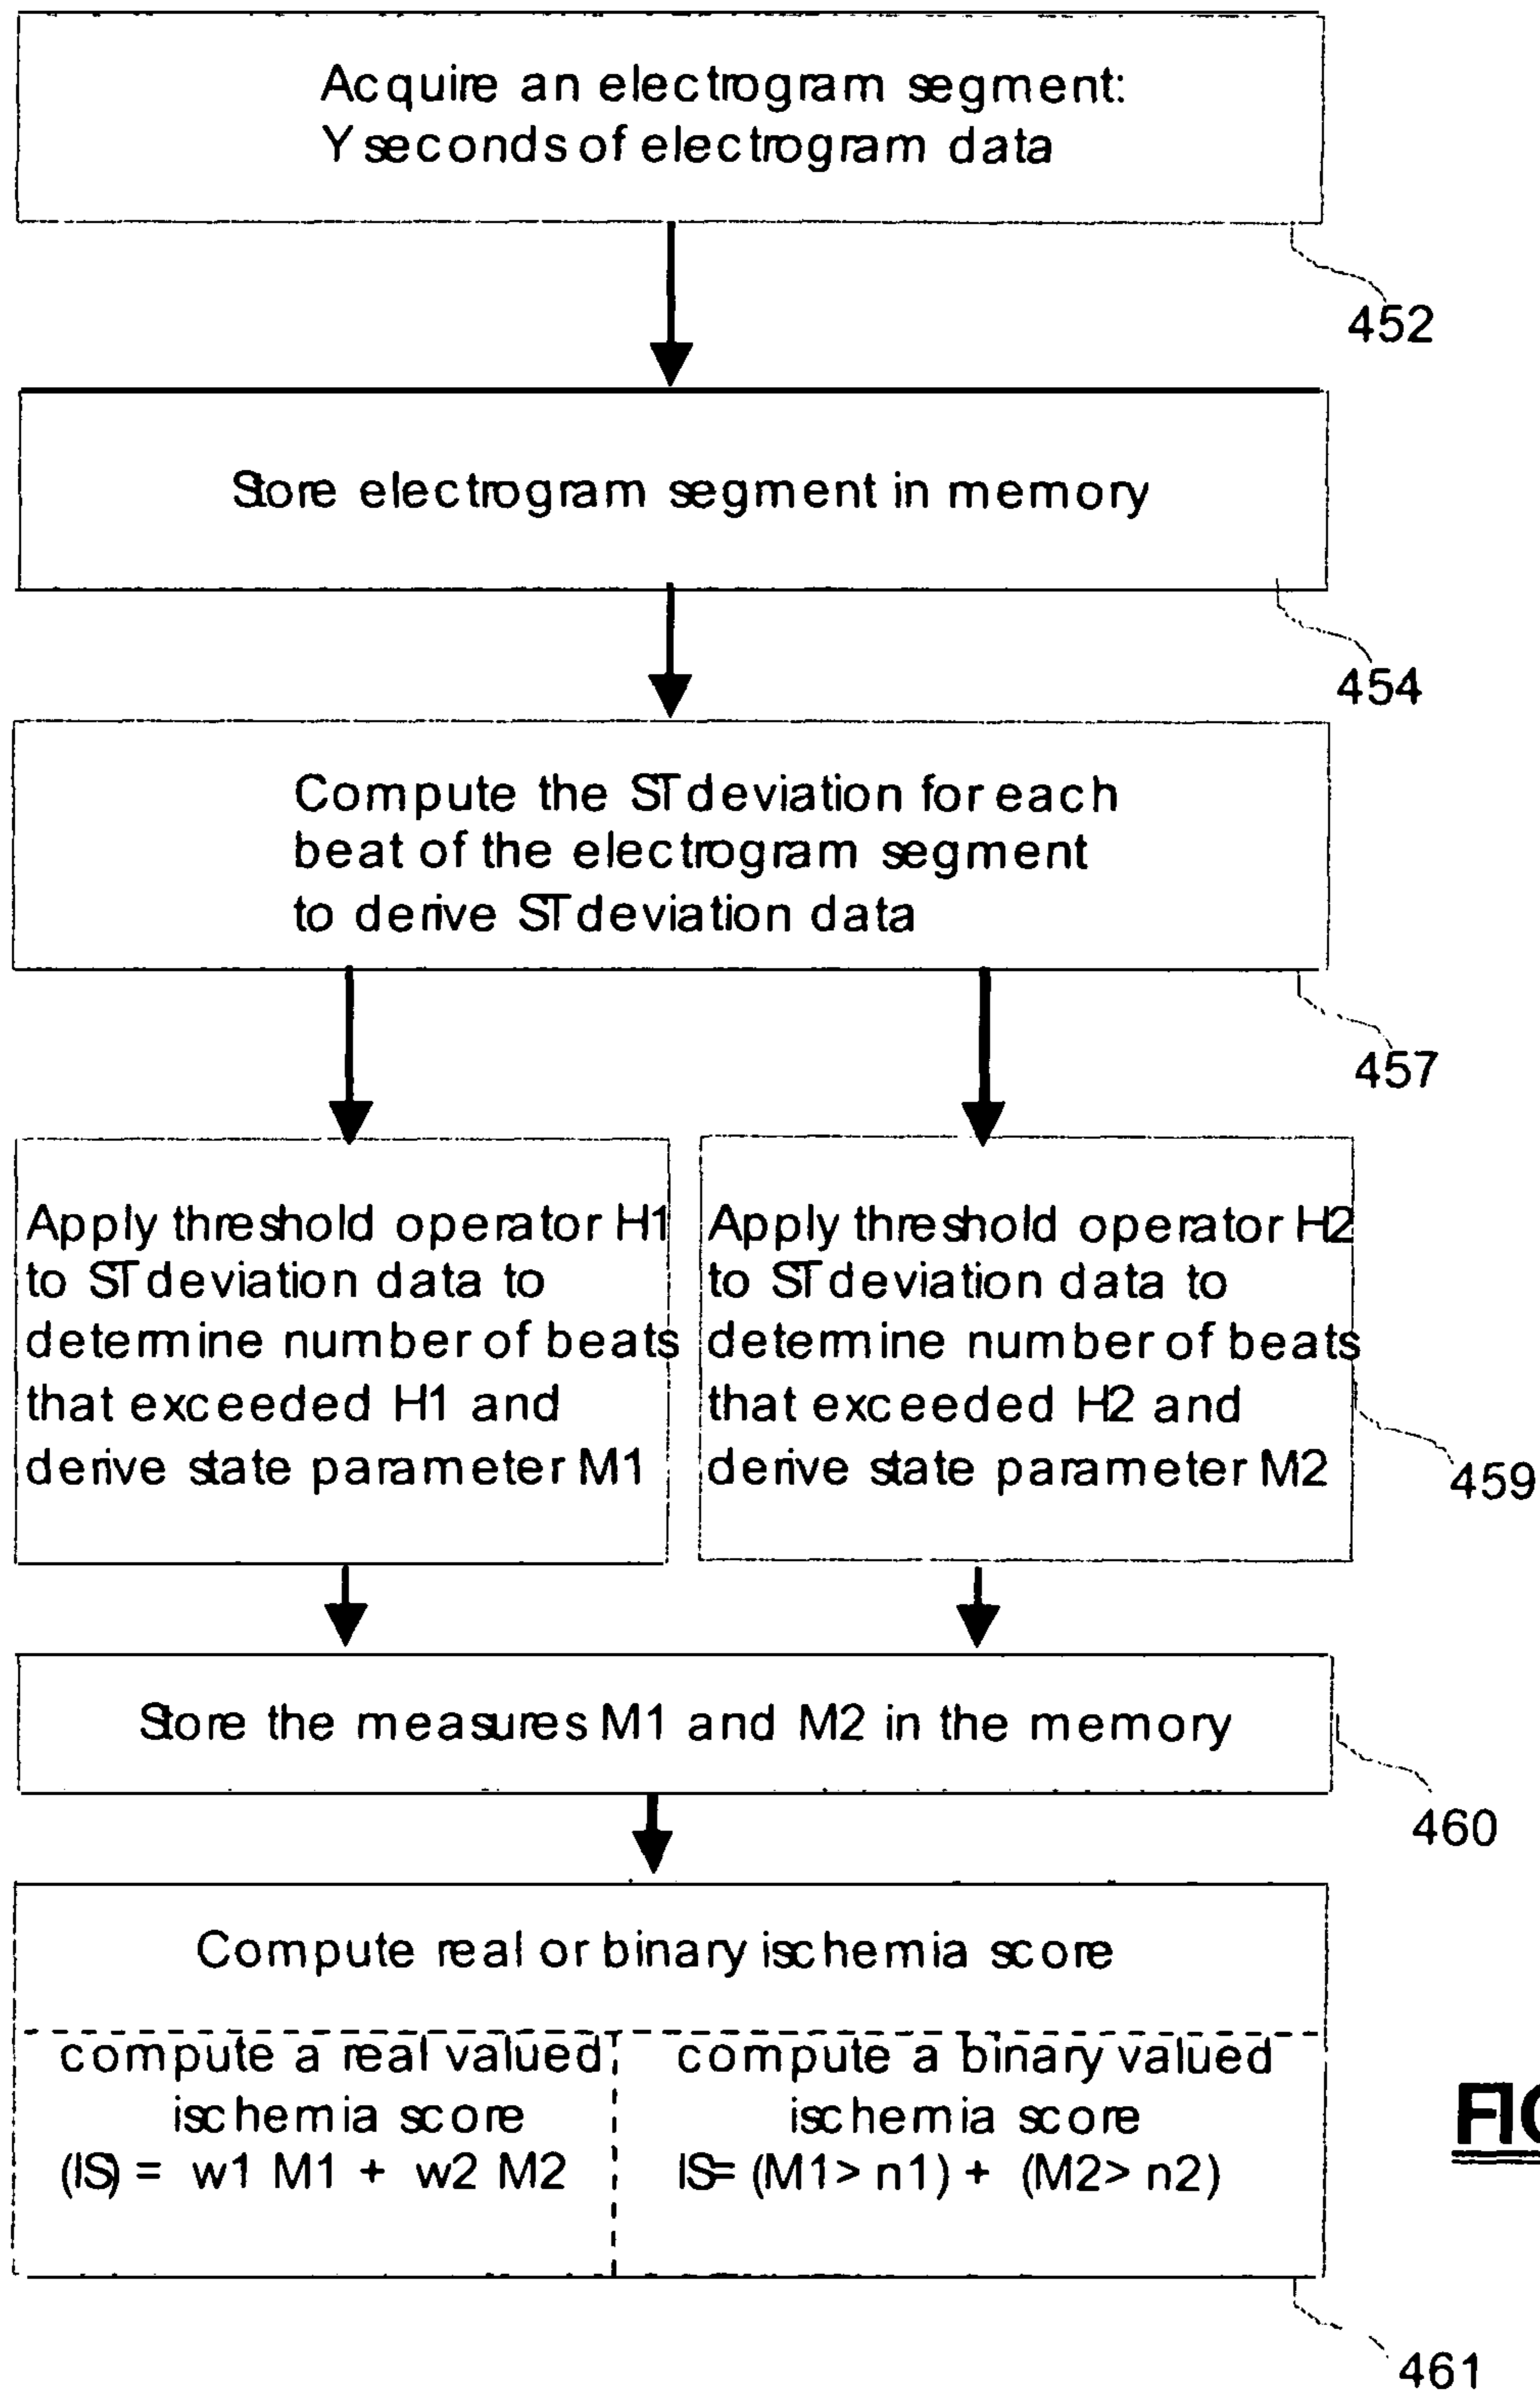 Acquire an electrogram segment:
Y seconds of electrogram data
452
Store electrogram segment in memory
454
Compute the ST deviation for each
beat of the electrogram segment
to derive ST deviation data
457
Apply threshold operator H1
to ST deviation data to
determine number of beats
that exceeded H1 and
derive state parameter M1
Apply threshold operator H2
to ST deviation data to
determine number of beats
that exceeded H2 and
derive state parameter M2
459
Store the measures M1 and M2 in the memory
460
Compute real or binary ischemia score
compute a real valued
ischemia score
(IS) = w1 M1 + w2 M2
compute a binary valued
ischemia score
IS= (M1> n1) + (M2> n2)
461